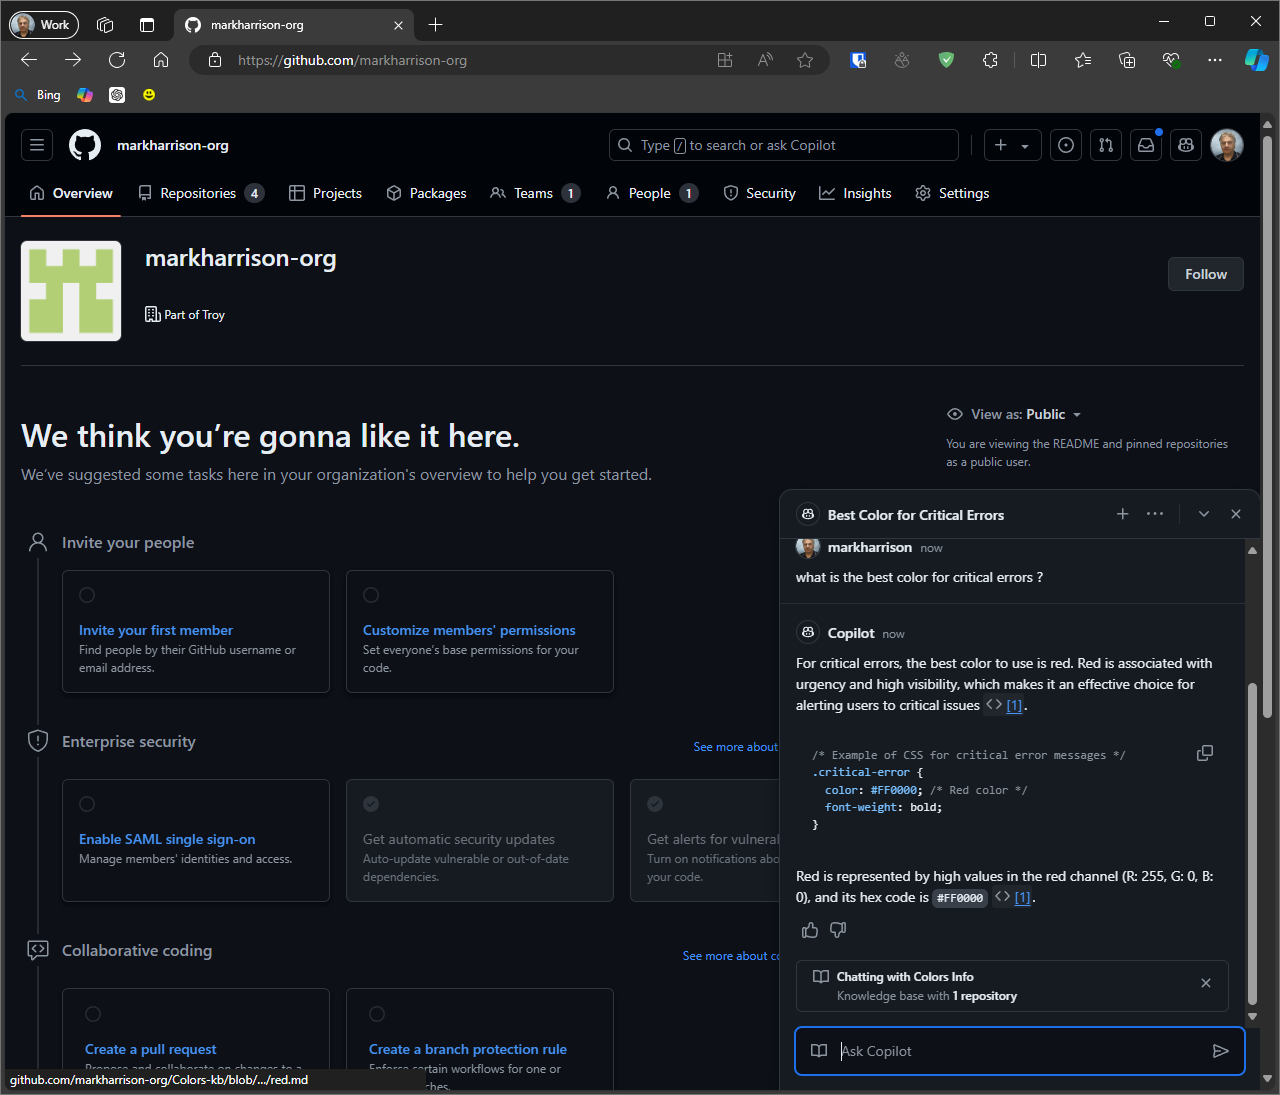 Work
markharrison-org
https://github.com/markharrison-org
Bing
markharrison-org
Type / to search or ask Copilot
Overview
Repositories 4
Projects
Packages
Teams 1
People 1
Security
Insights
Settings
markharrison-org
Follow
Part of Troy
View as: Public
You are viewing the README and pinned repositories
as a public user.
We think you’re gonna like it here.
We’ve suggested some tasks here in your organization's overview to help you get started.
Invite your people
Invite your first member
Find people by their GitHub username or
email address.
Customize members' permissions
Set everyone's base permissions for your
code.
Enterprise security
See more about
Enable SAML single sign-on
Manage members' identities and access.
Get automatic security updates
Auto-update vulnerable or out-of-date
dependencies.
Get alerts for vulnera
Turn on notifications abo
your code.
Collaborative coding
See more about co
Create a pull request
Propose and collaborate on changes to a
Create a branch protection rule
Enforce certain workflows for one or
ches.
github.com/markharrison-org/Colors-kb/blob/.../red.md
Best Color for Critical Errors
markharrison now
what is the best color for critical errors ?
Copilot now
For critical errors, the best color to use is red. Red is associated with
urgency and high visibility, which makes it an effective choice for
alerting users to critical issues <> [1].
/* Example of CSS for critical error messages */
.critical-error {
color: #FF0000; /* Red color */
font-weight: bold;
}
Red is represented by high values in the red channel (R: 255, G: 0, B:
0), and its hex code is #FF0000 <> [1].
Chatting with Colors Info
Knowledge base with 1 repository
Ask Copilot